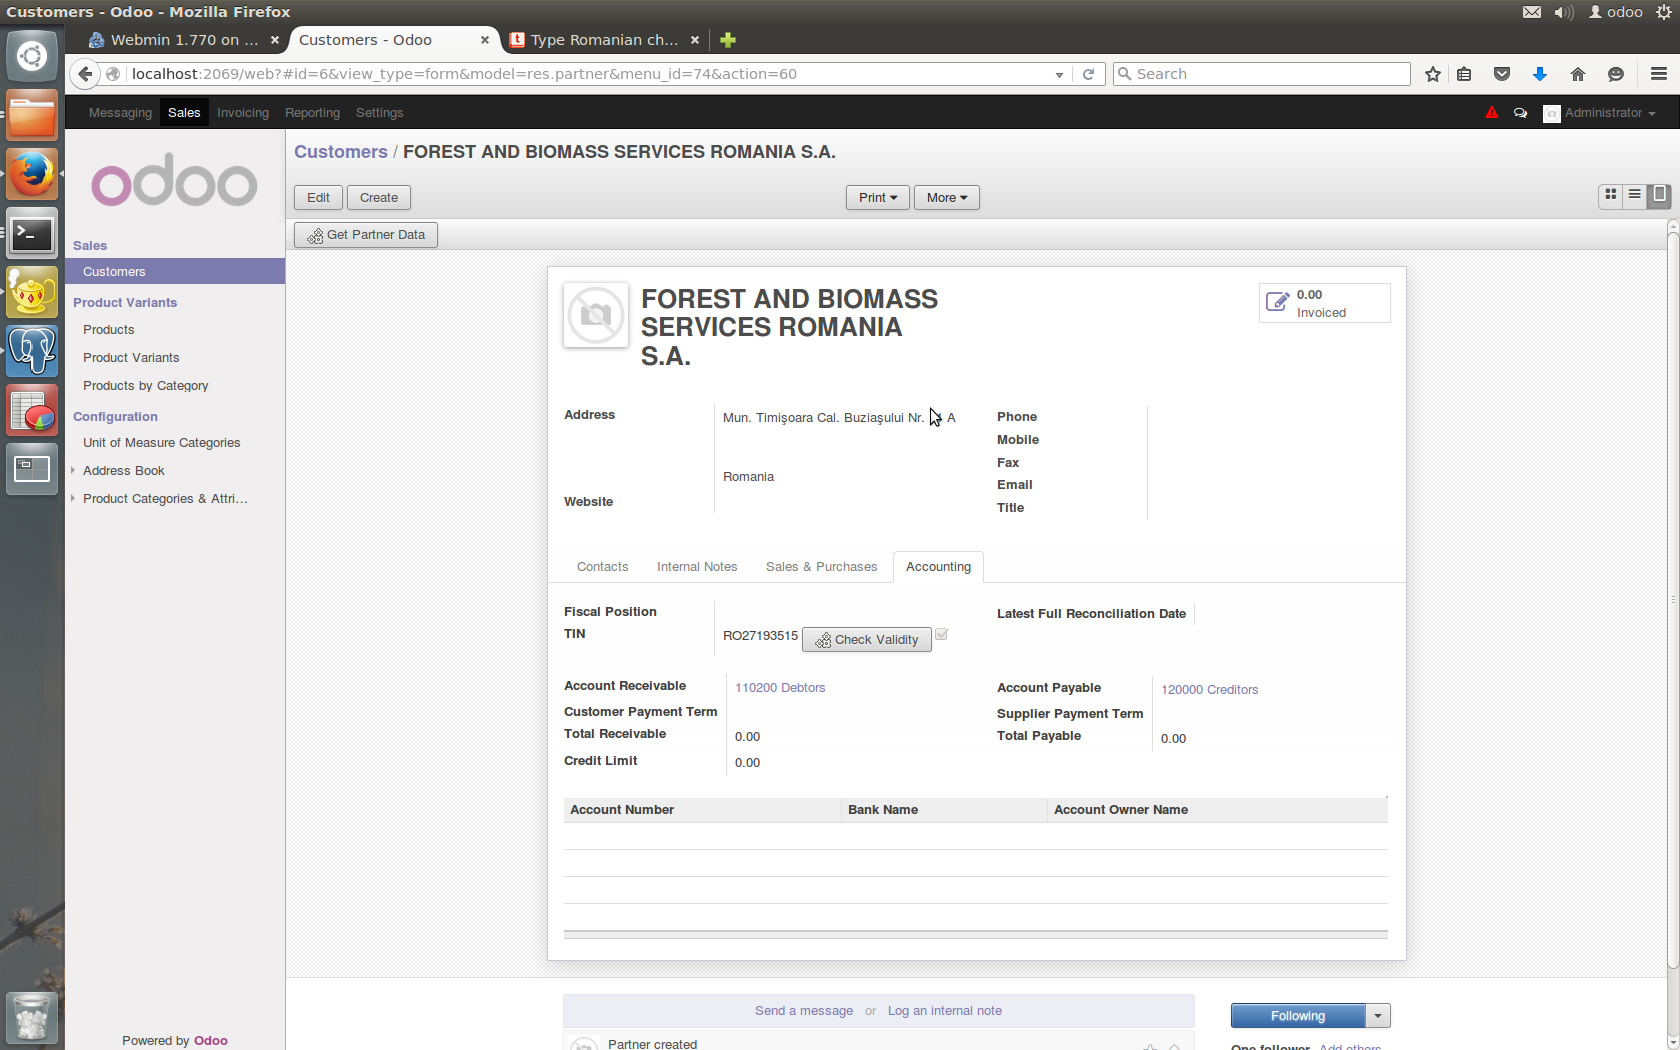 Customers - Odoo - Mozilla Firefox
odoo
Webmin 1.770 on ...
Customers - Odoo
Type Romanian ch...
localhost:2069/web?#id=6&view_type=form&model=res.partner&menu_id=74&action=60
Search
Messaging Sales Invoicing Reporting Settings
Administrator
odoo
Sales
Customers
Product Variants
Products
Product Variants
Products by Category
Configuration
Unit of Measure Categories
Address Book
Product Categories & Attri...
Powered by Odoo
Customers / FOREST AND BIOMASS SERVICES ROMANIA S.A.
Edit Create
Print More
Get Partner Data
FOREST AND BIOMASS
SERVICES ROMANIA
S.A.
0.00
Invoiced
Address
Mun. Timişoara Cal. Buziaşului Nr. A
Romania
Website
Phone
Mobile
Fax
Email
Title
Contacts Internal Notes Sales & Purchases Accounting
Fiscal Position
TIN
RO27193515 Check Validity
Latest Full Reconciliation Date
Account Receivable 110200 Debtors
Customer Payment Term
Total Receivable 0.00
Credit Limit 0.00
Account Payable 120000 Creditors
Supplier Payment Term
Total Payable 0.00
Account Number Bank Name Account Owner Name
Send a message or Log an internal note
Following
Partner created
One follower Add others